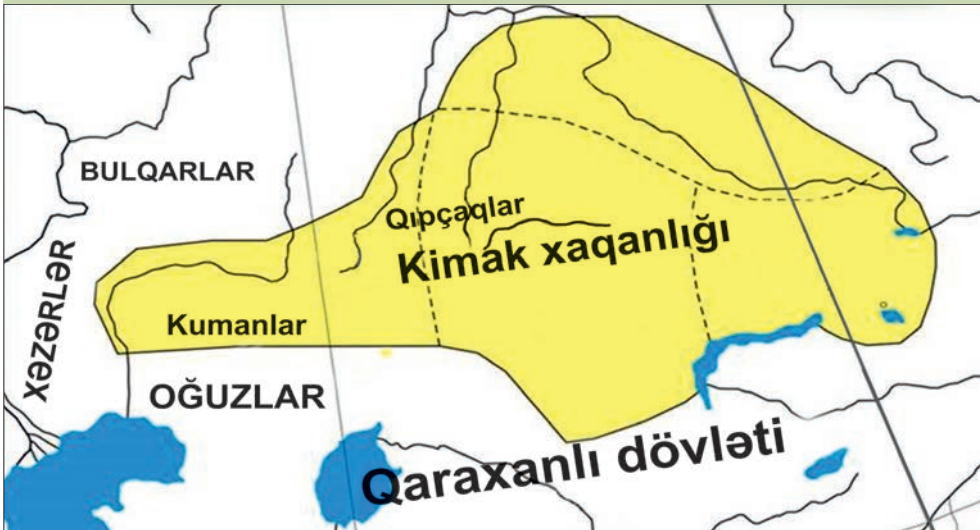 BULQARLAR
Qıpçaqlar
Kimak xaqanlığı
XƏZƏRLƏR
Kumanlar
OĞUZLAR
Qaraxanlı dövləti